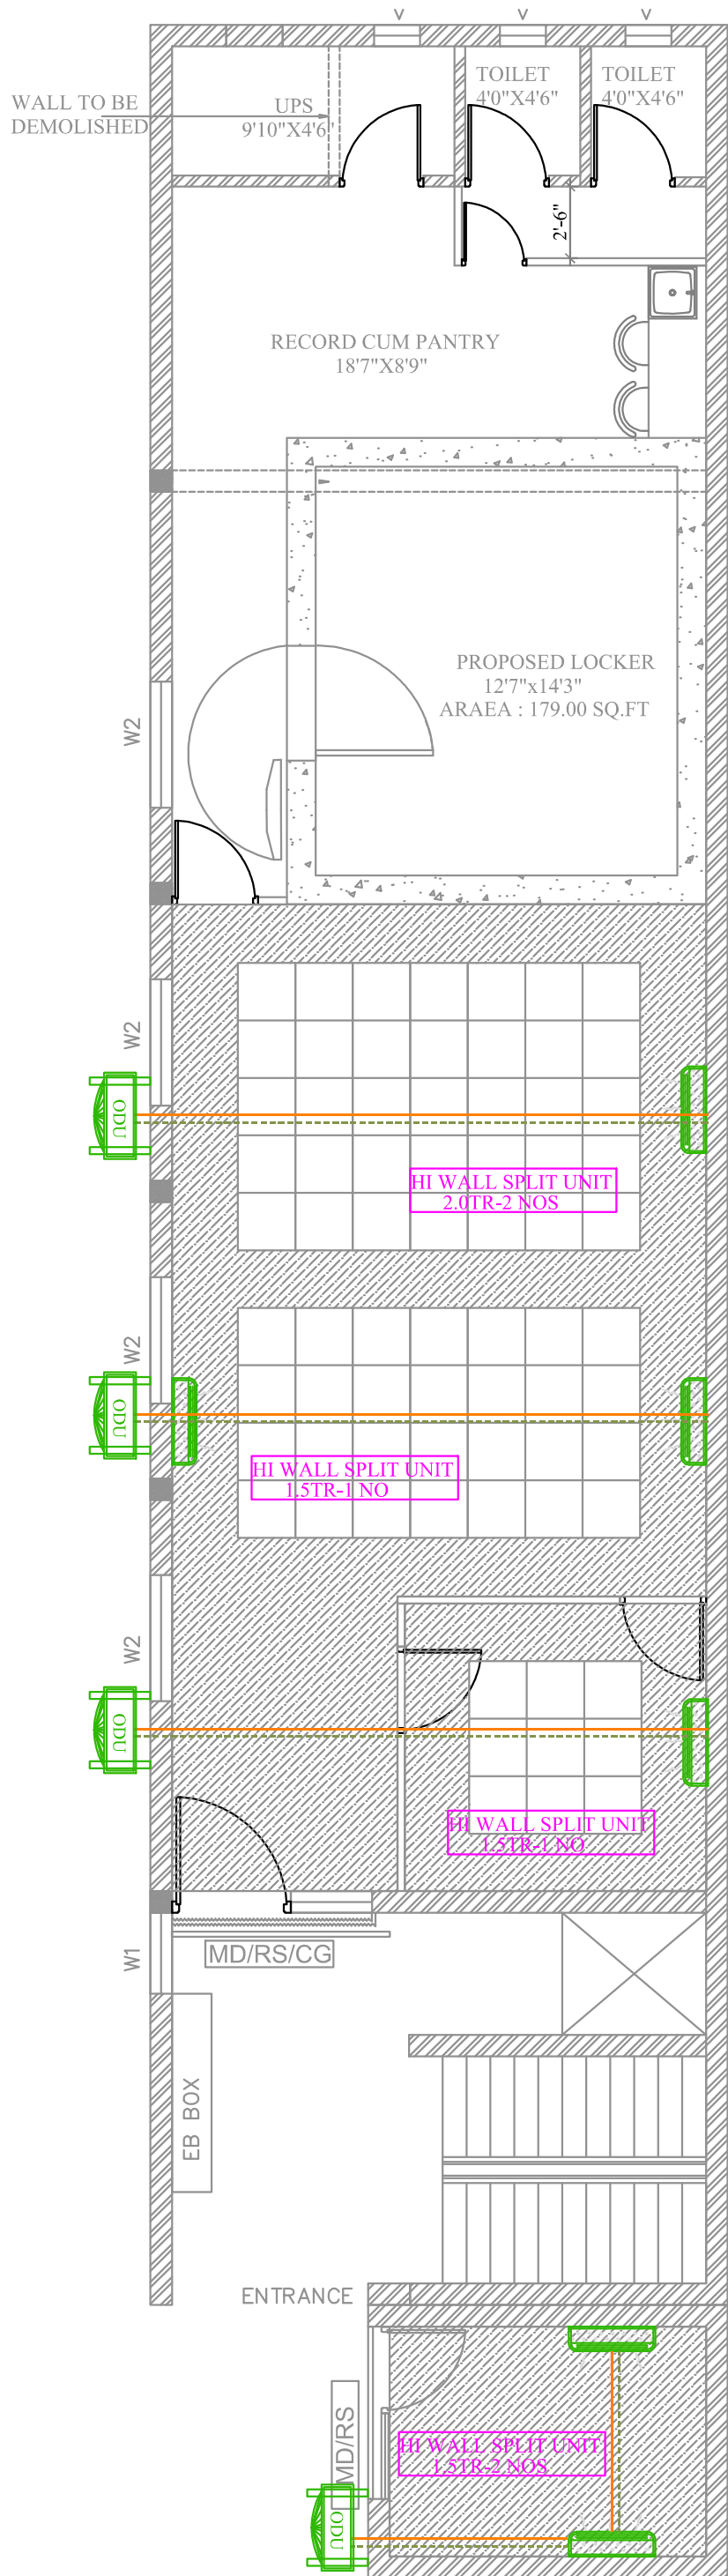 V
V
V
TOILET
4'0"X4'6"
TOILET
4'0"X4'6"
WALL TO BE
DEMOLISHED
UPS
9'10"X4'6"
2'-6"
RECORD CUM PANTRY
18'7"X8'9"
PROPOSED LOCKER
12'7"x14'3"
ARAEA : 179.00 SQ.FT
W2
W2
ODU
HI WALL SPLIT UNIT
2.0TR-2 NOS
W2
ODU
HI WALL SPLIT UNIT
1.5TR-1 NO
W2
ODU
HI WALL SPLIT UNIT
1.5TR-1 NO
W1
MD/RS/CG
EB BOX
ENTRANCE
MD/RS
HI WALL SPLIT UNIT
1.5TR-2 NOS
ODU